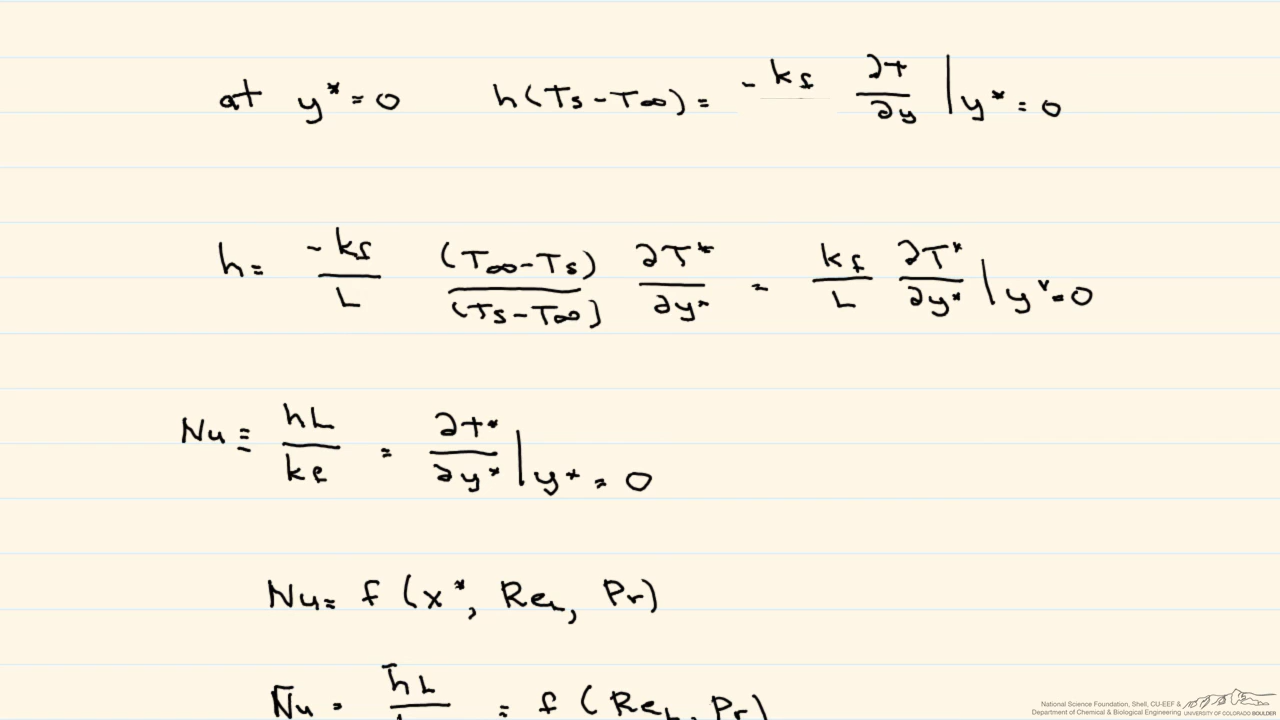 at y* = 0 h(Ts - T∞) = -kf ∂T/∂y | y* = 0
h = -kf/L (T∞ - Ts)/(Ts - T∞) ∂T*/∂y* = kf/L ∂T*/∂y* | y* = 0
Nu ≡ hL/kf = ∂T*/∂y* | y* = 0
Nu = f (x*, ReL, Pr)
N̅u = h̅L = f (ReL, Pr)
National Science Foundation, Shell, CU-EEF &
Department of Chemical & Biological Engineering UNIVERSITY OF COLORADO BOULDER